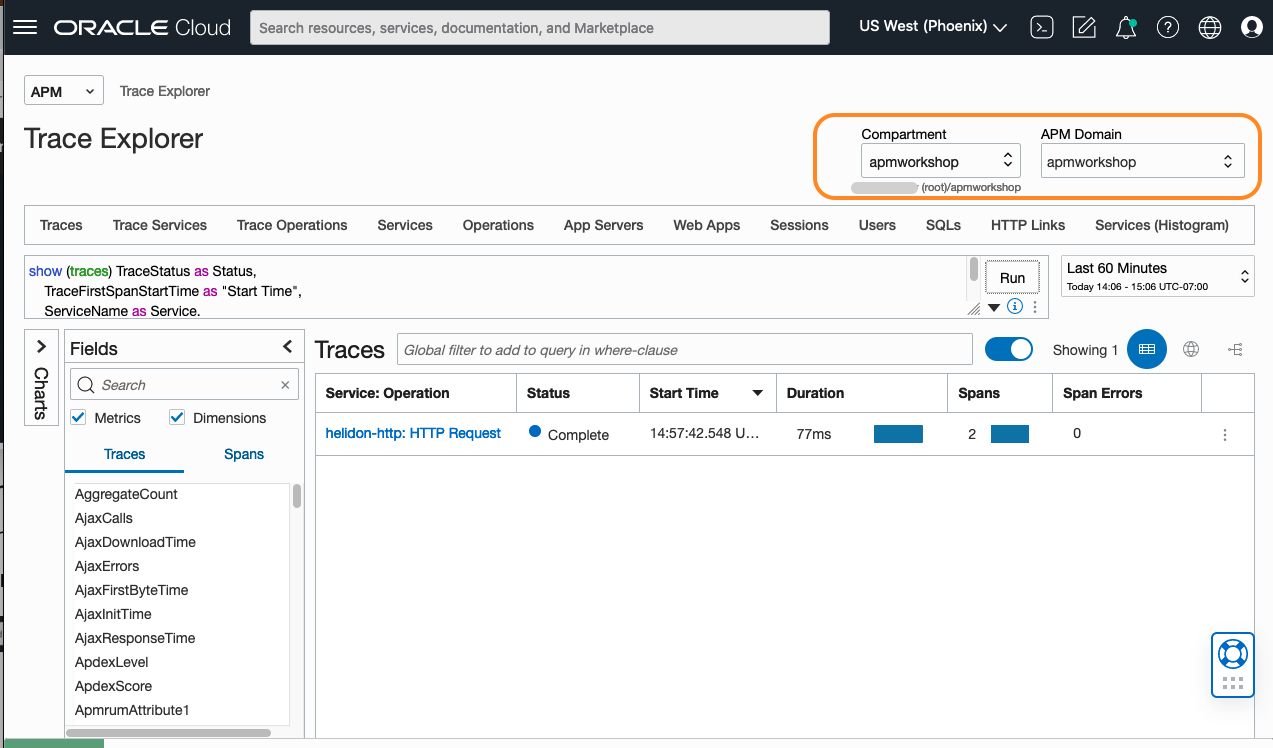 ORACLE Cloud
Search resources, services, documentation, and Marketplace
US West (Phoenix)
APM
Trace Explorer
Trace Explorer
Compartment
APM Domain
apmworkshop
apmworkshop
(root)/apmworkshop
Traces Trace Services Trace Operations Services Operations App Servers Web Apps Sessions Users SQLs HTTP Links Services (Histogram)
show (traces) TraceStatus as Status,
TraceFirstSpanStartTime as "Start Time",
ServiceName as Service.
Run
Last 60 Minutes
Today 14:06 - 15:06 UTC-07:00
Charts
Fields
Search
Metrics Dimensions
Traces Spans
AggregateCount
AjaxCalls
AjaxDownloadTime
AjaxErrors
AjaxFirstByteTime
AjaxInitTime
AjaxResponseTime
ApdexLevel
ApdexScore
ApmrumAttribute1
Traces
Global filter to add to query in where-clause
Showing 1
Service: Operation Status Start Time Duration Spans Span Errors
helidon-http: HTTP Request Complete 14:57:42.548 U... 77ms 2 0